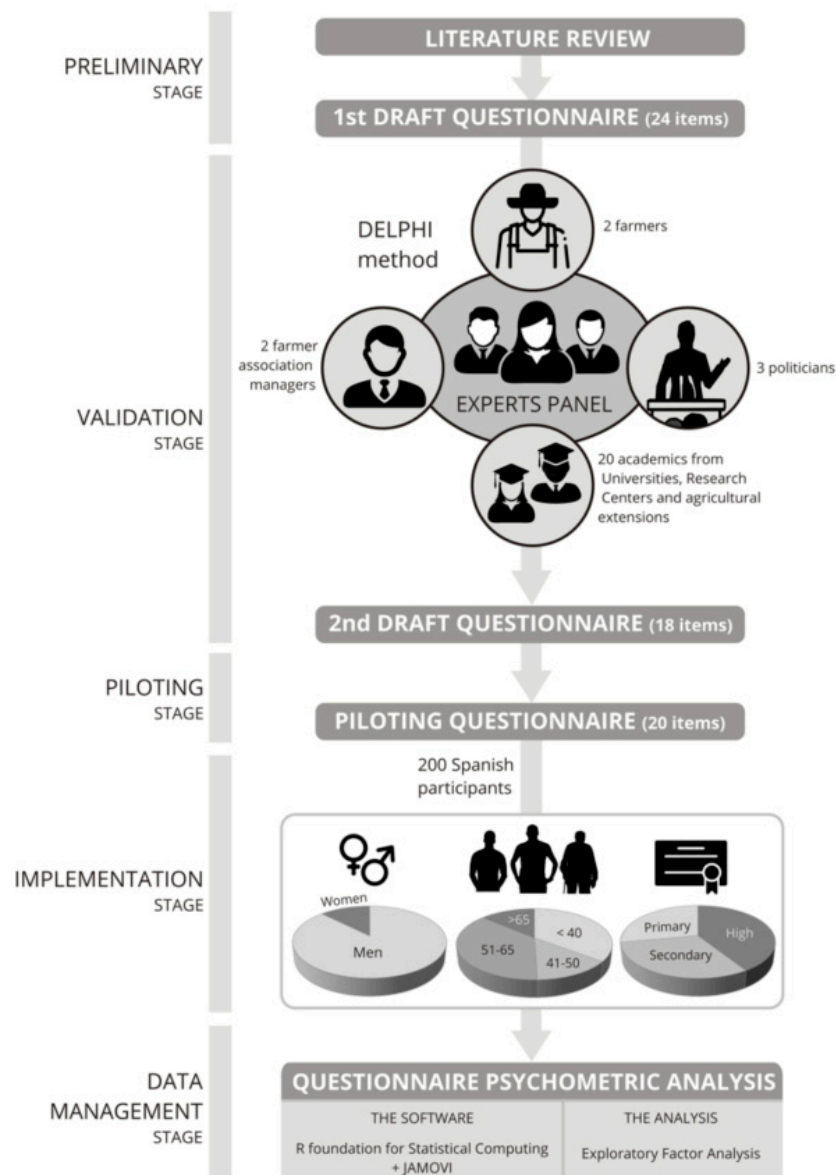 PRELIMINARY
STAGE
LITERATURE REVIEW
1st DRAFT QUESTIONNAIRE (24 items)
VALIDATION
STAGE
DELPHI
method
2 farmers
2 farmer
association
managers
EXPERTS PANEL
3 politicians
20 academics from
Universities, Research
Centers and agricultural
extensions
2nd DRAFT QUESTIONNAIRE (18 items)
PILOTING
STAGE
PILOTING QUESTIONNAIRE (20 items)
200 Spanish
participants
IMPLEMENTATION
STAGE
Women
Men
>65
< 40
51-65
41-50
Primary
High
Secondary
DATA
MANAGEMENT
STAGE
QUESTIONNAIRE PSYCHOMETRIC ANALYSIS
THE SOFTWARE
R foundation for Statistical Computing
+ JAMOVI
THE ANALYSIS
Exploratory Factor Analysis